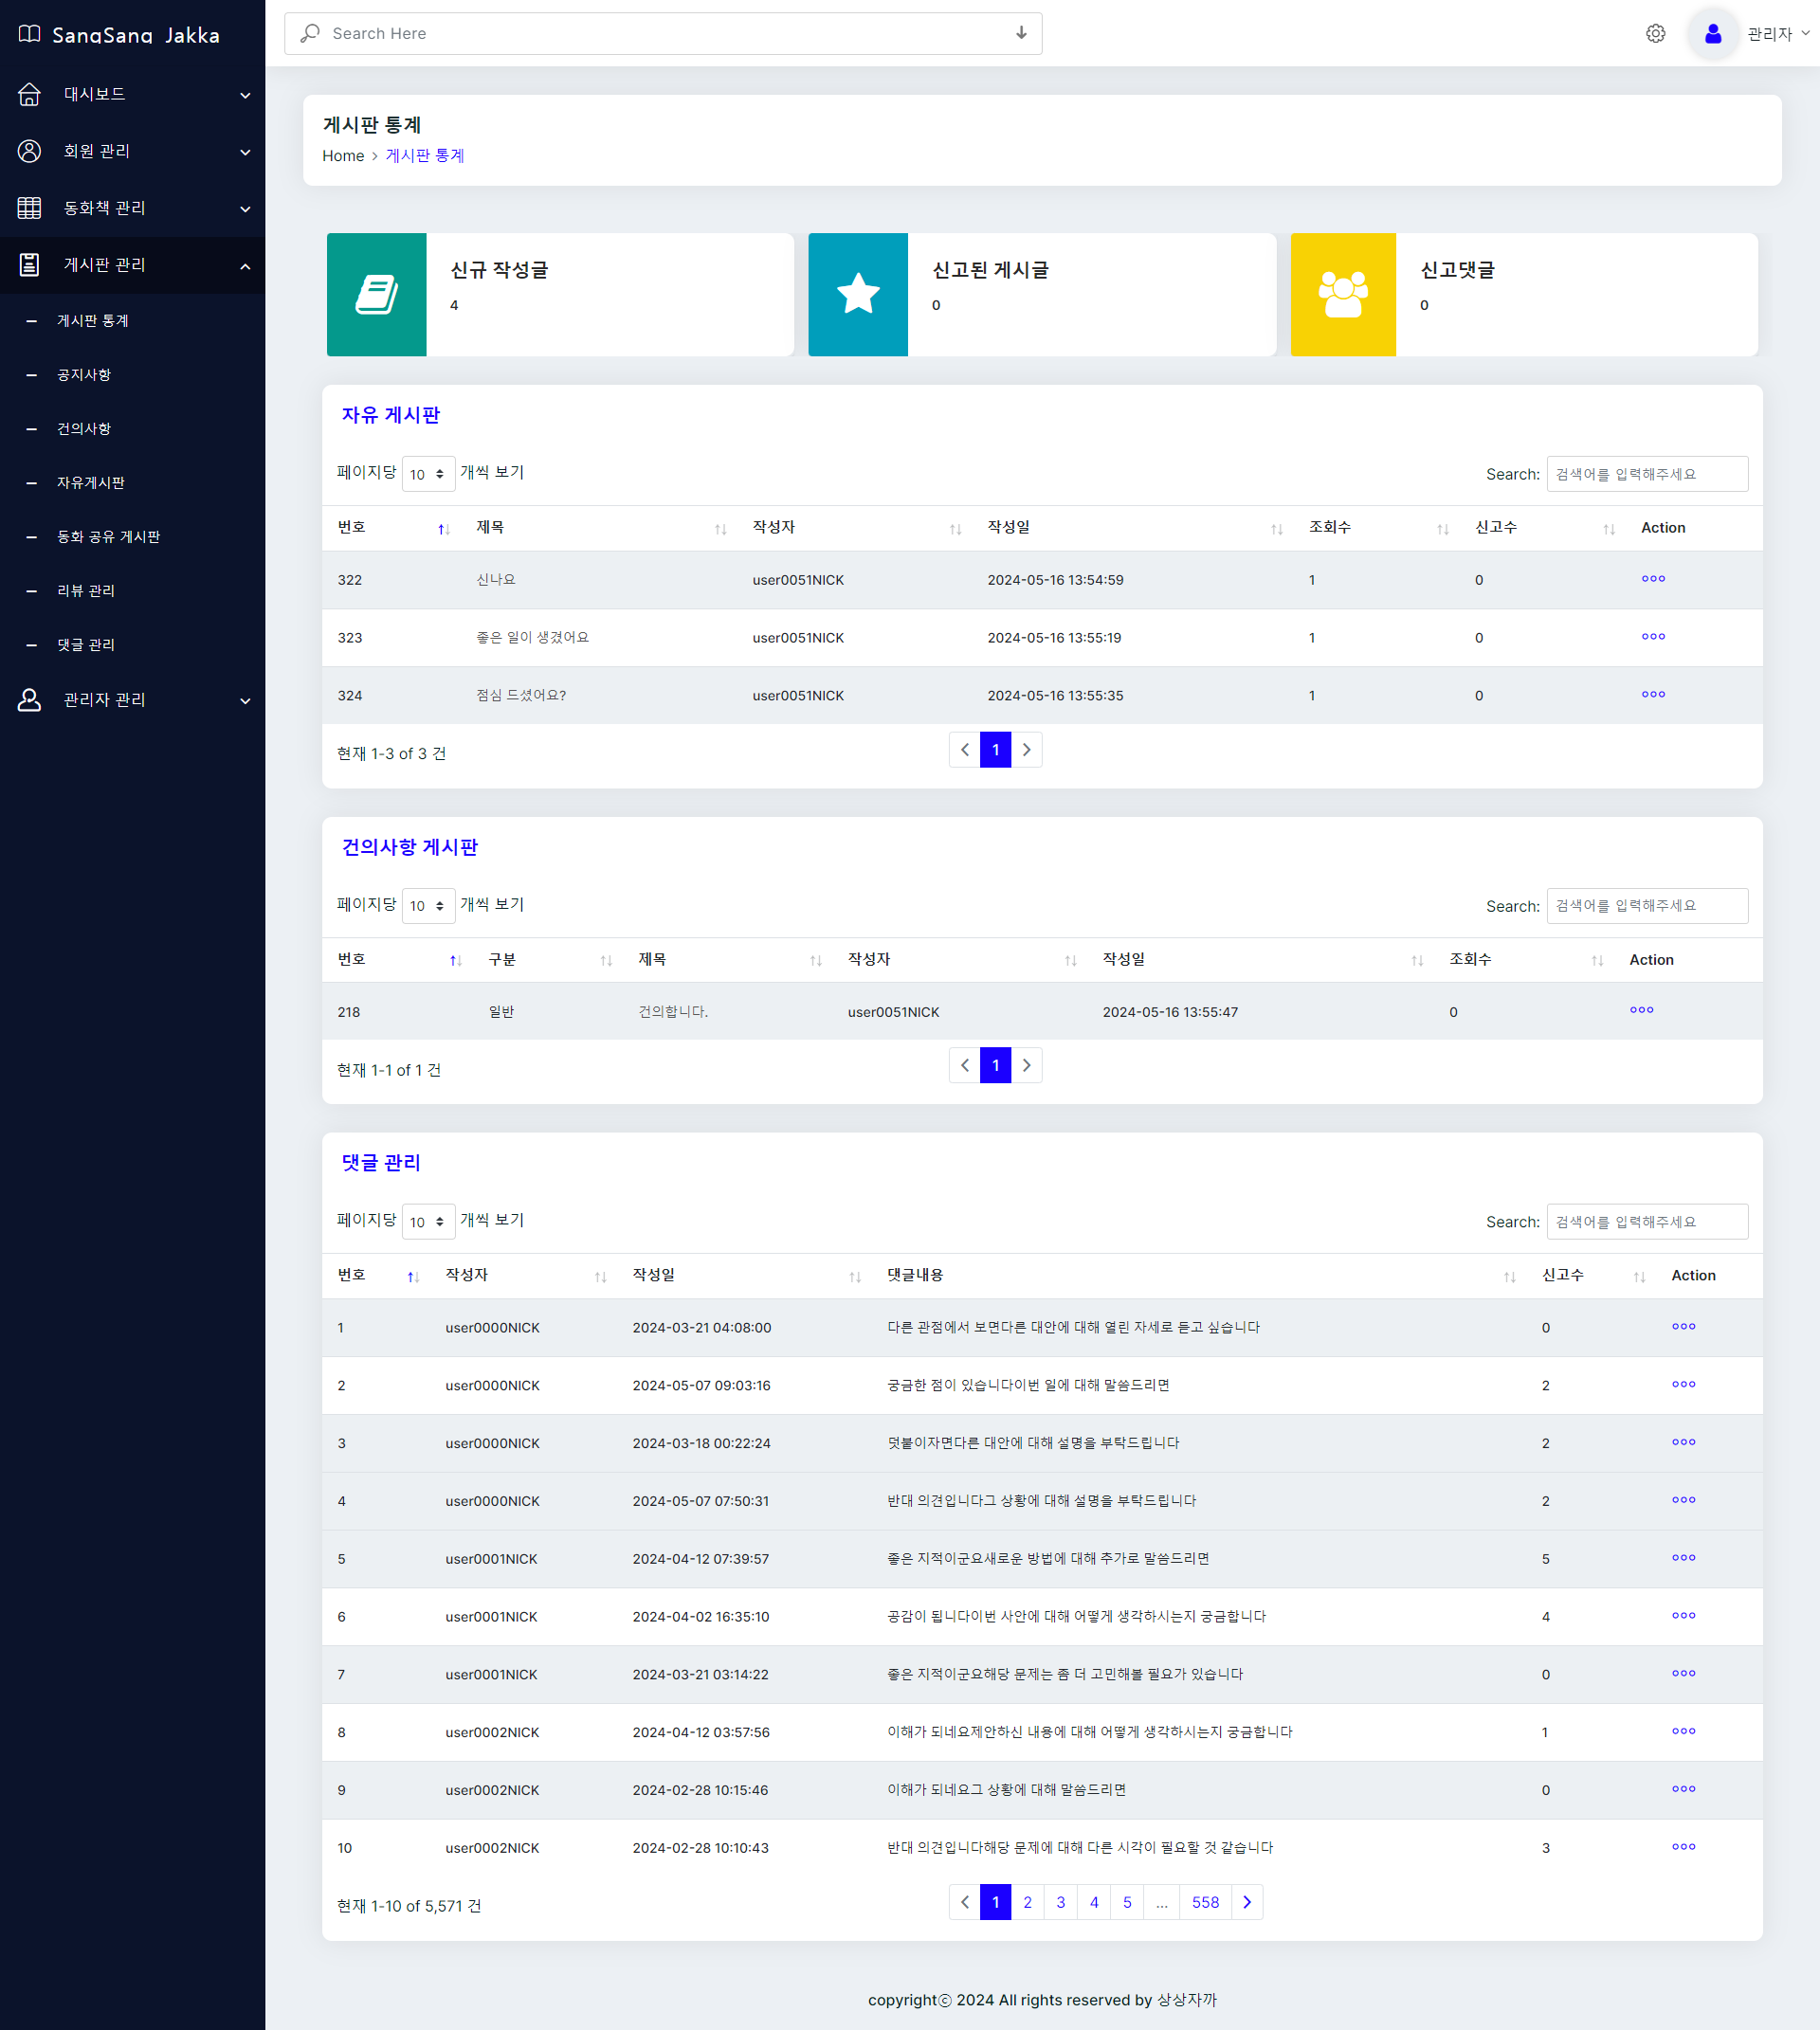 SangSang Jakka
Search Here
관리자
대시보드
회원 관리
동화책 관리
게시판 관리
게시판 통계
공지사항
건의사항
자유게시판
동화 공유 게시판
리뷰 관리
댓글 관리
관리자 관리
게시판 통계
Home > 게시판 통계
신규 작성글
4
신고된 게시글
0
신고댓글
0
자유 게시판
페이지당 10 개씩 보기 Search: 검색어를 입력해주세요
번호 제목 작성자 작성일 조회수 신고수 Action
322 신나요 user0051NICK 2024-05-16 13:54:59 1 0
323 좋은 일이 생겼어요 user0051NICK 2024-05-16 13:55:19 1 0
324 점심 드셨어요? user0051NICK 2024-05-16 13:55:35 1 0
현재 1-3 of 3 건 1
건의사항 게시판
페이지당 10 개씩 보기 Search: 검색어를 입력해주세요
번호 구분 제목 작성자 작성일 조회수 Action
218 일반 건의합니다. user0051NICK 2024-05-16 13:55:47 0
현재 1-1 of 1 건 1
댓글 관리
페이지당 10 개씩 보기 Search: 검색어를 입력해주세요
번호 작성자 작성일 댓글내용 신고수 Action
1 user0000NICK 2024-03-21 04:08:00 다른 관점에서 보면다른 대안에 대해 열린 자세로 듣고 싶습니다 0
2 user0000NICK 2024-05-07 09:03:16 궁금한 점이 있습니다이번 일에 대해 말씀드리면 2
3 user0000NICK 2024-03-18 00:22:24 덧붙이자면다른 대안에 대해 설명을 부탁드립니다 2
4 user0000NICK 2024-05-07 07:50:31 반대 의견입니다그 상황에 대해 설명을 부탁드립니다 2
5 user0001NICK 2024-04-12 07:39:57 좋은 지적이군요새로운 방법에 대해 추가로 말씀드리면 5
6 user0001NICK 2024-04-02 16:35:10 공감이 됩니다이번 사안에 대해 어떻게 생각하시는지 궁금합니다 4
7 user0001NICK 2024-03-21 03:14:22 좋은 지적이군요해당 문제는 좀 더 고민해볼 필요가 있습니다 0
8 user0002NICK 2024-04-12 03:57:56 이해가 되네요제안하신 내용에 대해 어떻게 생각하시는지 궁금합니다 1
9 user0002NICK 2024-02-28 10:15:46 이해가 되네요그 상황에 대해 말씀드리면 0
10 user0002NICK 2024-02-28 10:10:43 반대 의견입니다해당 문제에 대해 다른 시각이 필요할 것 같습니다 3
현재 1-10 of 5,571 건 1 2 3 4 5 ... 558
copyrightⓒ 2024 All rights reserved by 상상자까